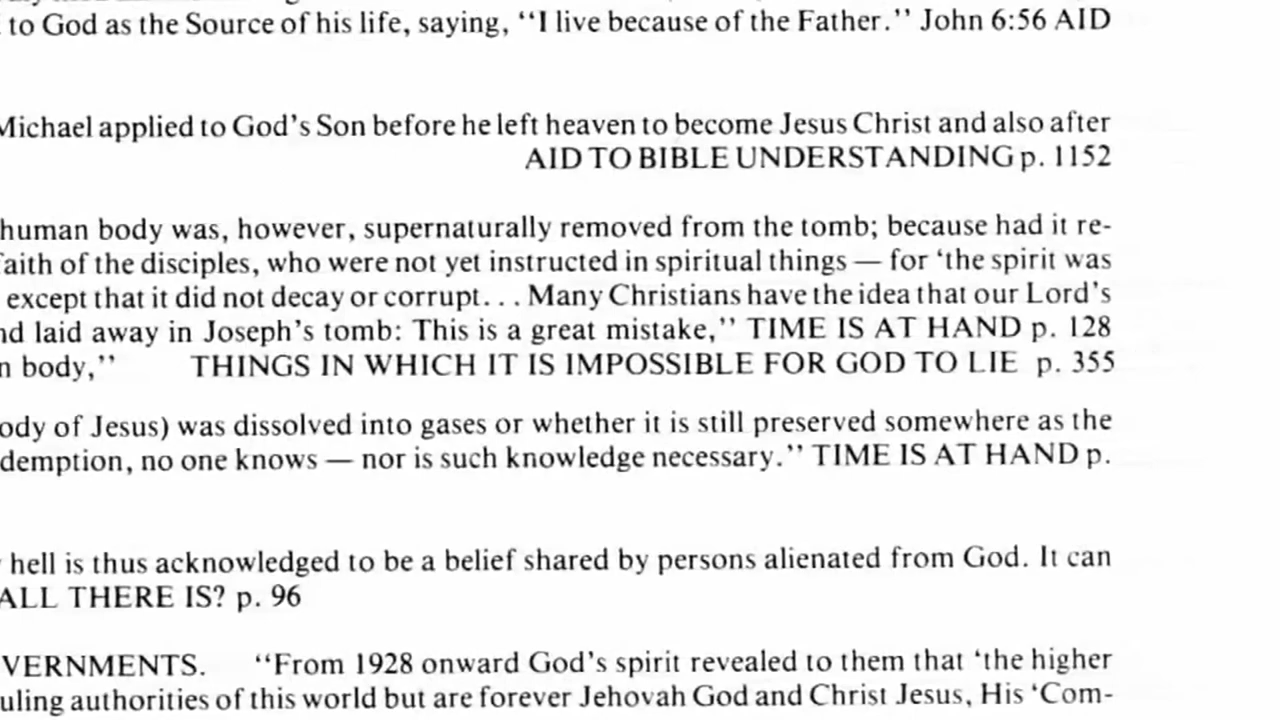 to God as the Source of his life, saying, ‘‘I live because of the Father.’’ John 6:56 AID
Michael applied to God’s Son before he left heaven to become Jesus Christ and also after
AID TO BIBLE UNDERSTANDING p. 1152
human body was, however, supernaturally removed from the tomb; because had it re-
faith of the disciples, who were not yet instructed in spiritual things — for ‘the spirit was
except that it did not decay or corrupt. . . Many Christians have the idea that our Lord’s
nd laid away in Joseph’s tomb: This is a great mistake,’’ TIME IS AT HAND p. 128
n body,’’ THINGS IN WHICH IT IS IMPOSSIBLE FOR GOD TO LIE p. 355
ody of Jesus) was dissolved into gases or whether it is still preserved somewhere as the
demption, no one knows — nor is such knowledge necessary.’’ TIME IS AT HAND p.
hell is thus acknowledged to be a belief shared by persons alienated from God. It can
ALL THERE IS? p. 96
VERNMENTS. ‘‘From 1928 onward God’s spirit revealed to them that ‘the higher
uling authorities of this world but are forever Jehovah God and Christ Jesus, His ‘Com-